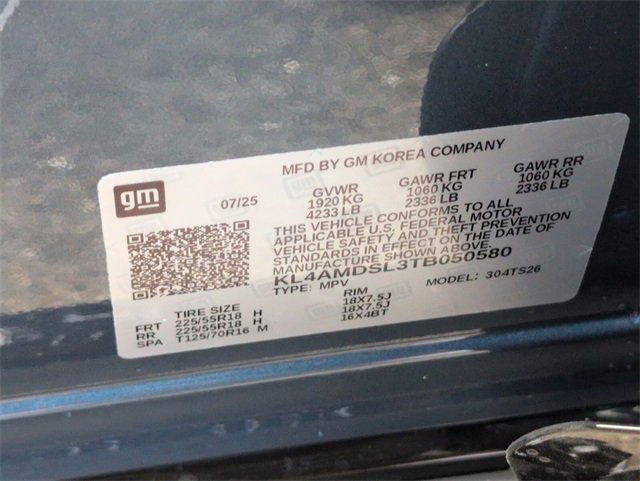 MFD BY GM KOREA COMPANY
gm
07/25
GVWR GAWR FRT GAWR RR
1920 KG 1060 KG 1060 KG
4233 LB 2336 LB 2336 LB
THIS VEHICLE CONFORMS TO ALL
APPLICABLE U.S. FEDERAL MOTOR
VEHICLE SAFETY AND THEFT PREVENTION
STANDARDS IN EFFECT ON THE DATE OF
MANUFACTURE SHOWN ABOVE.
KL4AMDSL3TB050580
TYPE: MPV MODEL: 304TS26
TIRE SIZE RIM
FRT 225/55R18 H 18X7.5J
RR 225/55R18 H 18X7.5J
SPA T125/70R16 M 16X4BT